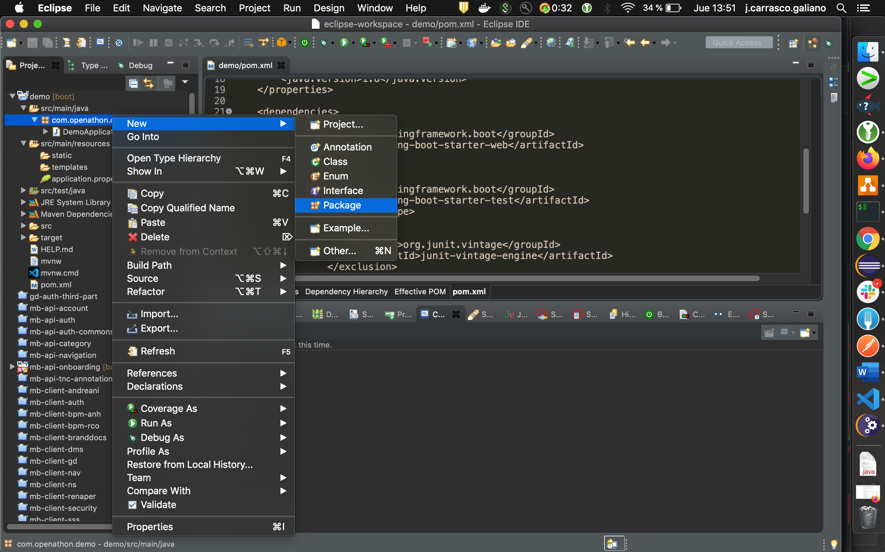 Eclipse File Edit Navigate Search Project Run Design Window Help 0:32 34 % Jue 13:51 j.carrasco.galiano
eclipse-workspace - demo/pom.xml - Eclipse IDE
Quick Access
Proje... Type ... Debug
demo/pom.xml
demo [boot]
src/main/java
com.openathon.d
DemoApplicat
src/main/resources
static
templates
application.prope
src/test/java
JRE System Library
Maven Dependencie
src
target
HELP.md
mvnw
mvnw.cmd
pom.xml
gd-auth-third-part
mb-api-account
mb-api-auth
mb-api-auth-commons
mb-api-category
mb-api-navigation
mb-api-onboarding [bo
mb-api-tnc-annotation
mb-client-andreani
mb-client-auth
mb-client-bpm-anh
mb-client-bpm-rco
mb-client-branddocs
mb-client-dms
mb-client-gd
mb-client-nav
mb-client-ns
mb-client-renaper
mb-client-security
mb-client-sss
New
Go Into
Open Type Hierarchy F4
Show In ⌥⌘W
Copy ⌘C
Copy Qualified Name
Paste ⌘V
Delete ⌦
Remove from Context ⌥⇧⌘↓
Build Path
Source ⌥⌘S
Refactor ⌥⌘T
Import...
Export...
Refresh F5
References
Declarations
Coverage As
Run As
Debug As
Profile As
Restore from Local History...
Team
Compare With
Validate
Properties ⌘I
Project...
Annotation
Class
Enum
Interface
Package
Example...
Other... ⌘N
18 <java.version>1.8</java.version>
19 </properties>
20
21 <dependencies>
ingframework.boot</groupId>
ng-boot-starter-web</artifactId>
ingframework.boot</groupId>
ng-boot-starter-test</artifactId>
pe>
>org.junit.vintage</groupId>
tId>junit-vintage-engine</artifactId>
</exclusion>
s Dependency Hierarchy Effective POM pom.xml
D... S... Pr... C... S... J... S... S... Hi... B... C... E... S...
t this time.
com.openathon.demo - demo/src/main/java